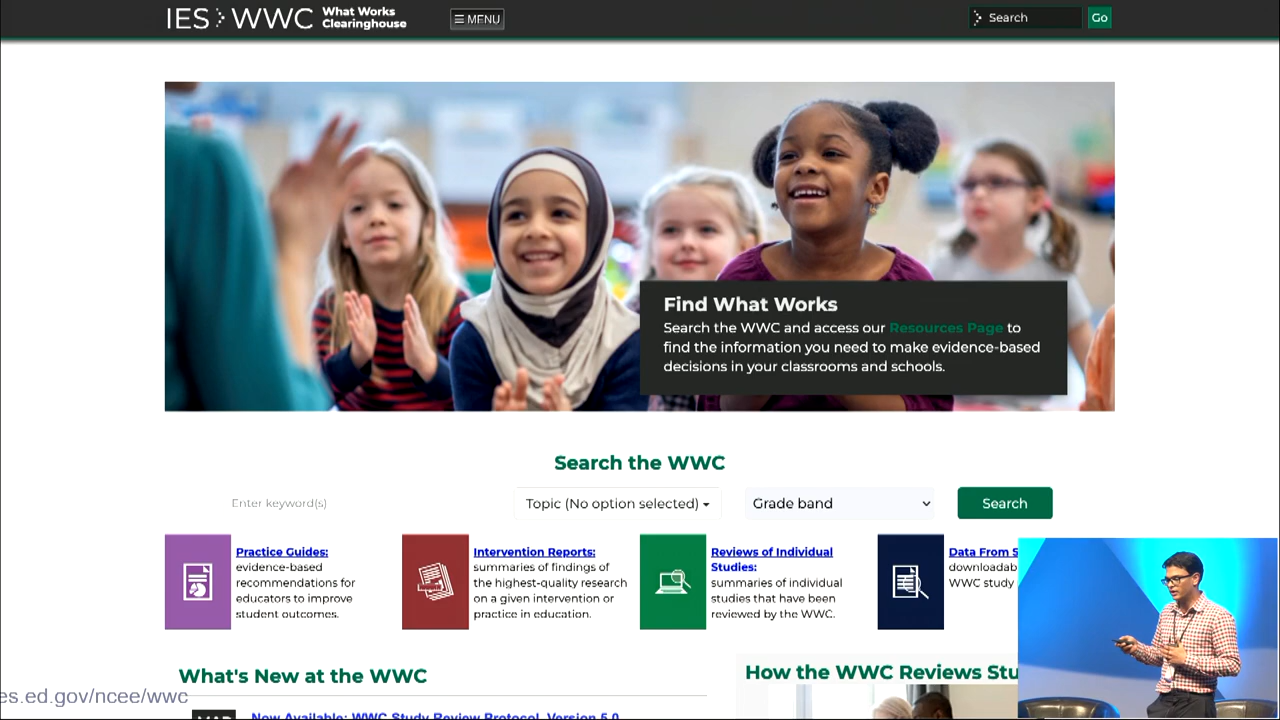 IES WWC What Works Clearinghouse
MENU
Search
Go
Find What Works
Search the WWC and access our Resources Page to
find the information you need to make evidence-based
decisions in your classrooms and schools.
Search the WWC
Enter keyword(s)
Topic (No option selected)
Grade band
Search
Practice Guides:
evidence-based
recommendations for
educators to improve
student outcomes.
Intervention Reports:
summaries of findings of
the highest-quality research
on a given intervention or
practice in education.
Reviews of Individual
Studies:
summaries of individual
studies that have been
reviewed by the WWC.
Data From S
downloadab
WWC study
What's New at the WWC
How the WWC Reviews Stu
es.ed.gov/ncee/wwc
MAR
Now Available: WWC Study Review Protocol, Version 5.0